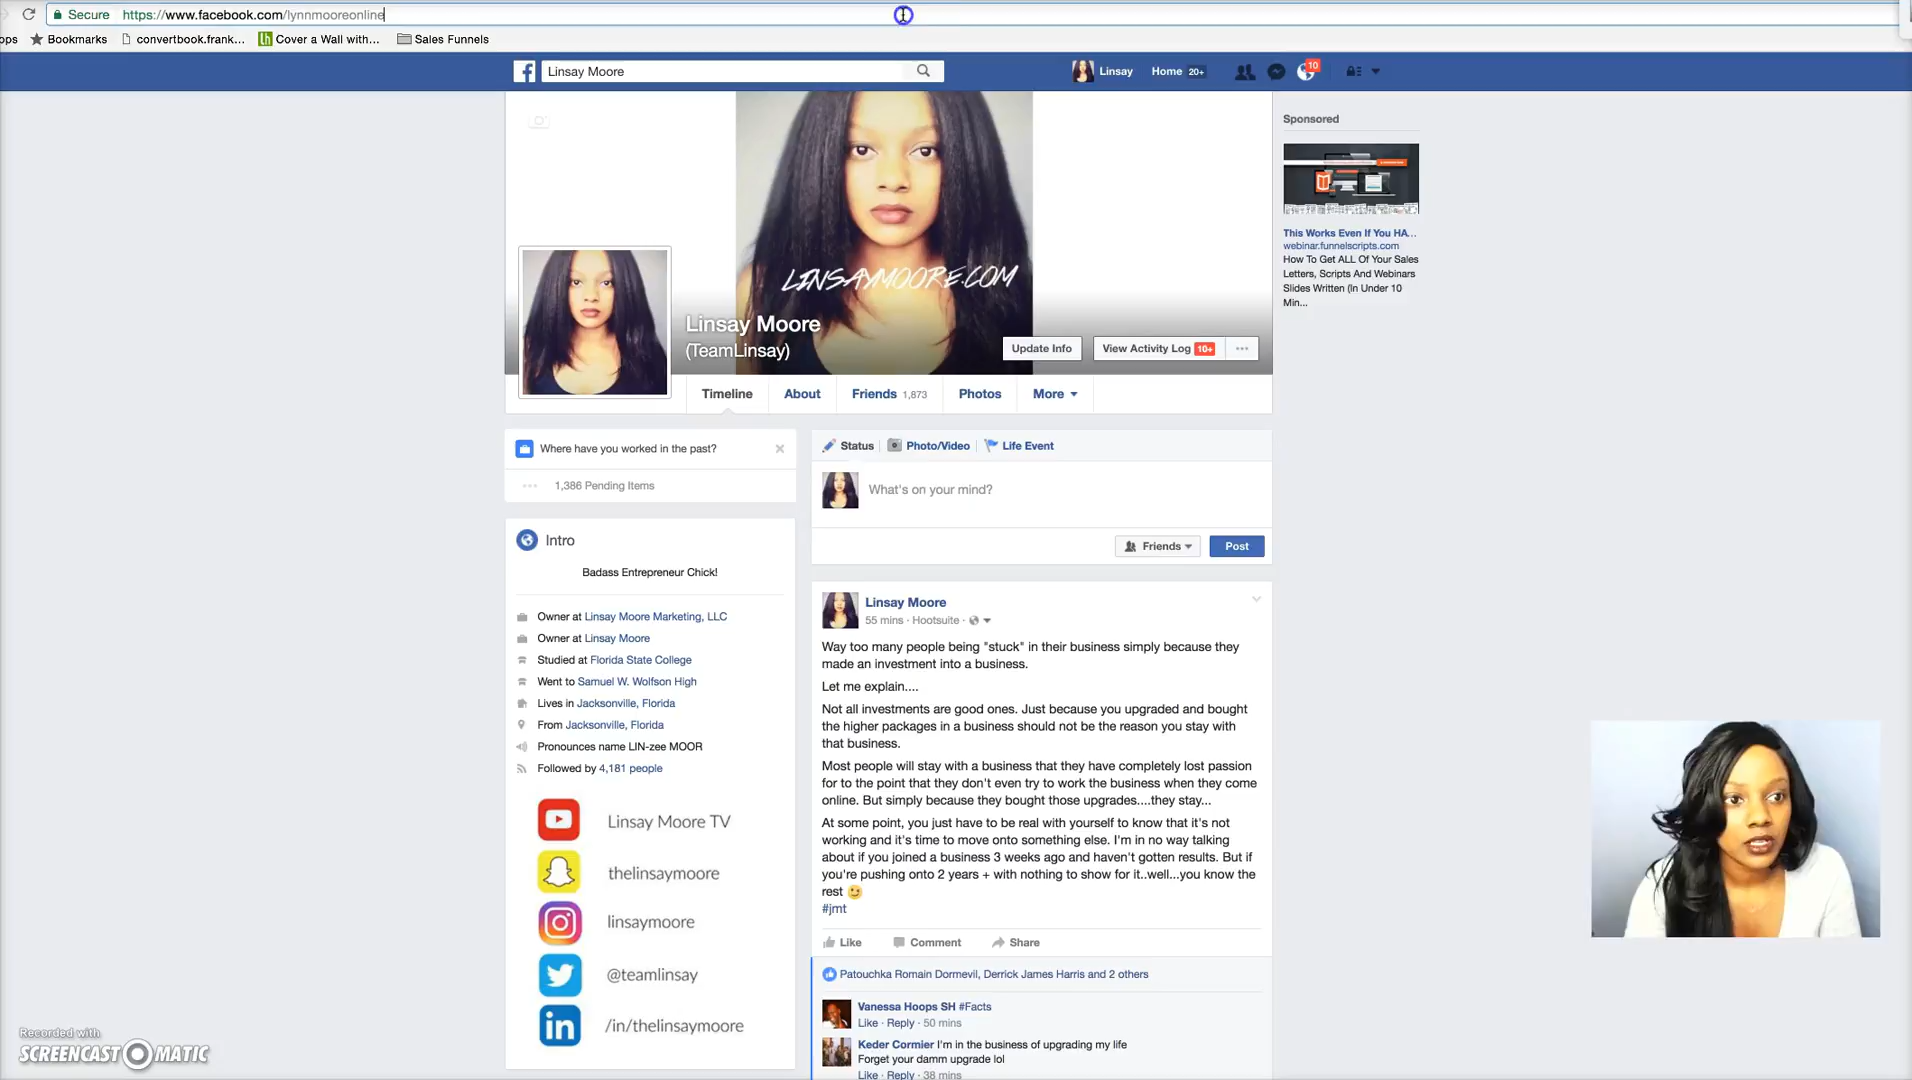 Secure https://www.facebook.com/lynnmooreonline
ops Bookmarks convertbook.frank... Cover a Wall with... Sales Funnels
Linsay Moore
Linsay Home 20+ 10
LINSAYMOORE.COM
Linsay Moore
(TeamLinsay)
Update Info View Activity Log 10+ ...
Timeline About Friends 1,873 Photos More
Sponsored
This Works Even If You HA...
webinar.funnelscripts.com
How To Get ALL Of Your Sales
Letters, Scripts And Webinars
Slides Written (In Under 10
Min...
Where have you worked in the past?
1,386 Pending Items
Intro
Badass Entrepreneur Chick!
Owner at Linsay Moore Marketing, LLC
Owner at Linsay Moore
Studied at Florida State College
Went to Samuel W. Wolfson High
Lives in Jacksonville, Florida
From Jacksonville, Florida
Pronounces name LIN-zee MOOR
Followed by 4,181 people
Linsay Moore TV
thelinsaymoore
linsaymoore
@teamlinsay
in /in/thelinsaymoore
Status Photo/Video Life Event
What's on your mind?
Friends Post
Linsay Moore
55 mins · Hootsuite ·
Way too many people being "stuck" in their business simply because they
made an investment into a business.
Let me explain....
Not all investments are good ones. Just because you upgraded and bought
the higher packages in a business should not be the reason you stay with
that business.
Most people will stay with a business that they have completely lost passion
for to the point that they don't even try to work the business when they come
online. But simply because they bought those upgrades....they stay...
At some point, you just have to be real with yourself to know that it's not
working and it's time to move onto something else. I'm in no way talking
about if you joined a business 3 weeks ago and haven't gotten results. But if
you're pushing onto 2 years + with nothing to show for it..well...you know the
rest 😉
#jmt
Like Comment Share
Patouchka Romain Dormevil, Derrick James Harris and 2 others
Vanessa Hoops SH #Facts
Like · Reply · 50 mins
Keder Cormier I'm in the business of upgrading my life
Forget your damm upgrade lol
Like · Reply · 38 mins
Recorded with
SCREENCAST MATIC